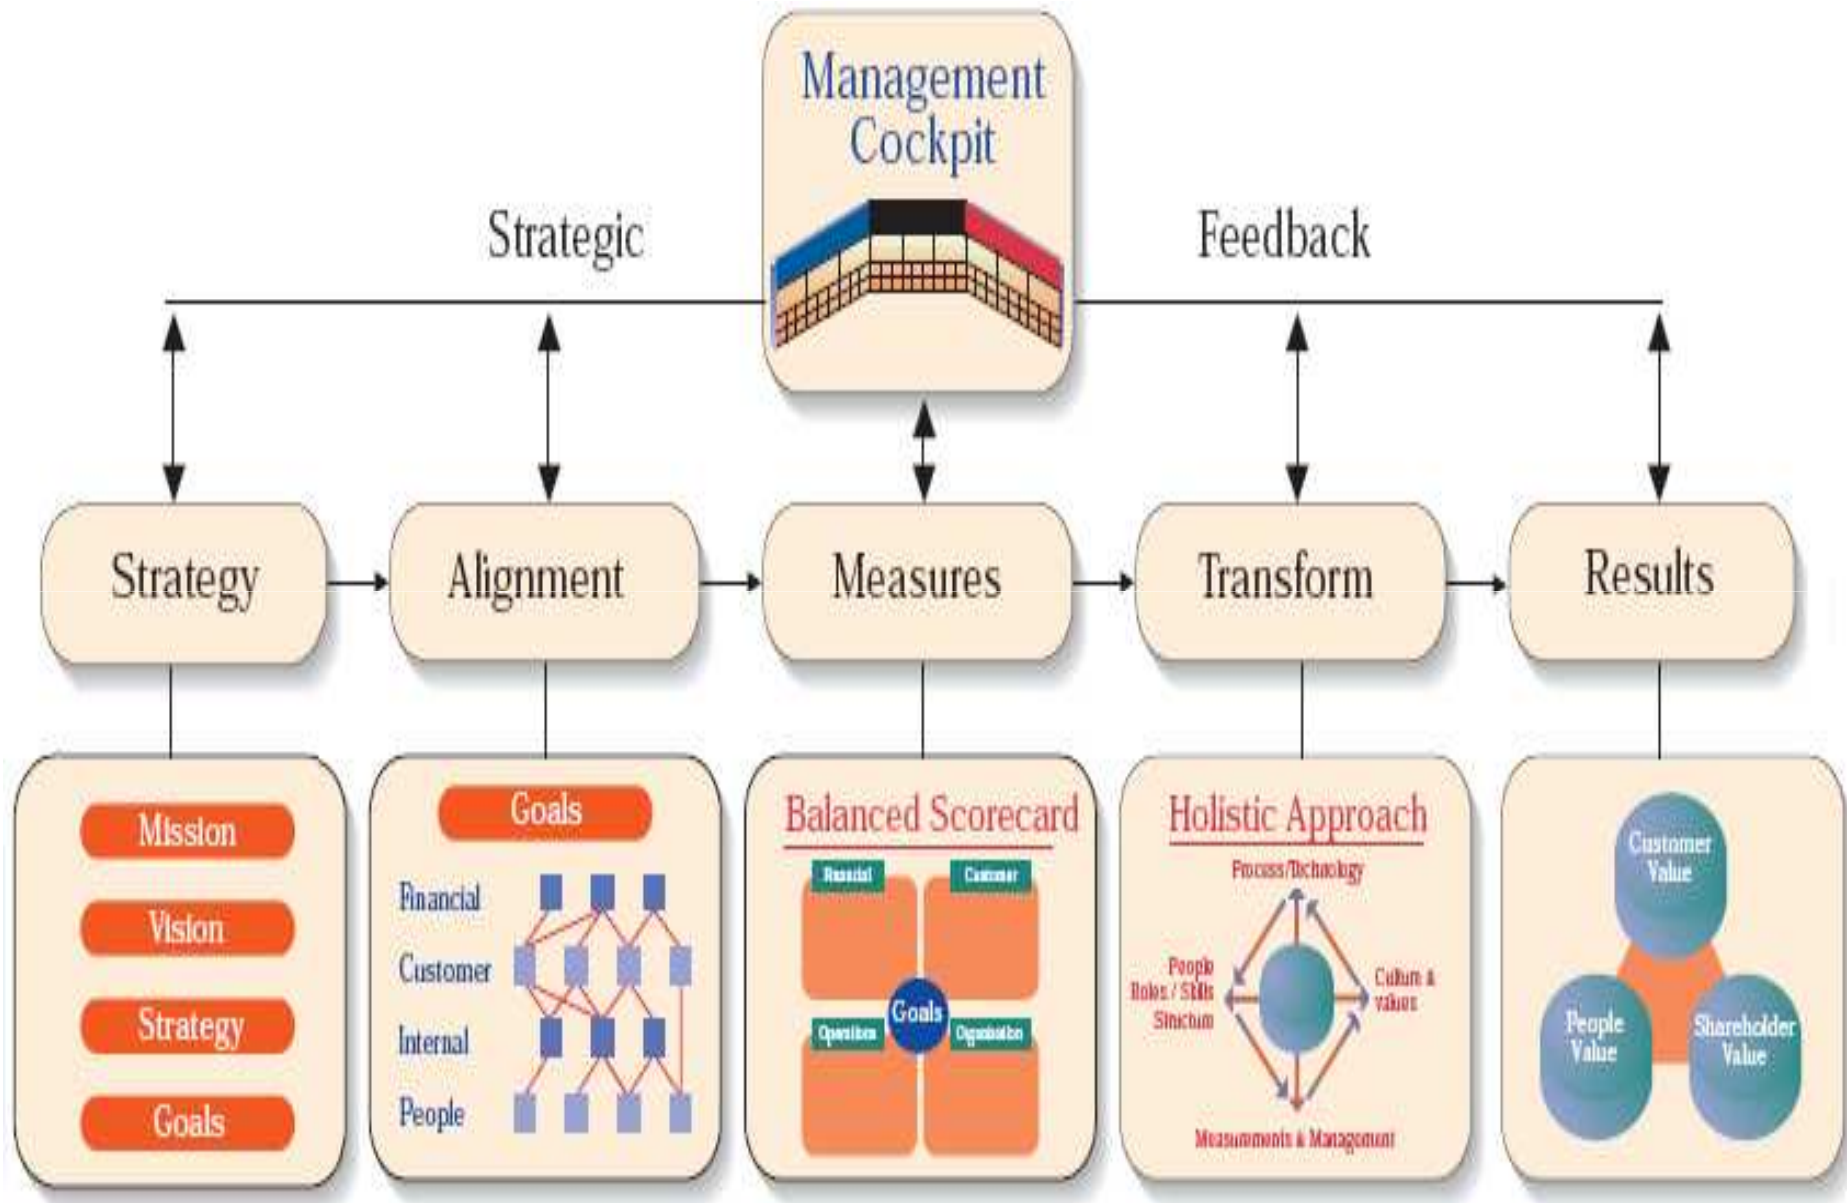 Management
Cockpit
Strategic
Feedback
Strategy
Alignment
Measures
Transform
Results
Mission
Vision
Strategy
Goals
Goals
Financial
Customer
Internal
People
Balanced Scorecard
Financial
Customer
Goals
Operations
Organisation
Holistic Approach
Process/Technology
People
Roles / Skills
Structure
Culture &
values
Measurements & Management
Customer
Value
People
Value
Shareholder
Value